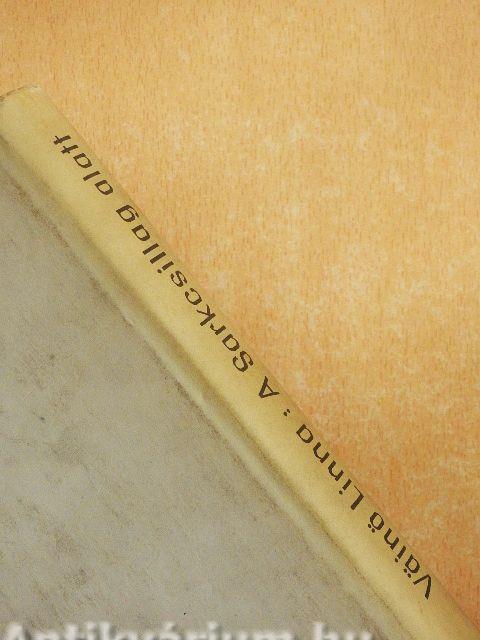 Väinö Linna: A Sarkcsillag alatt
Antikvárium.hu